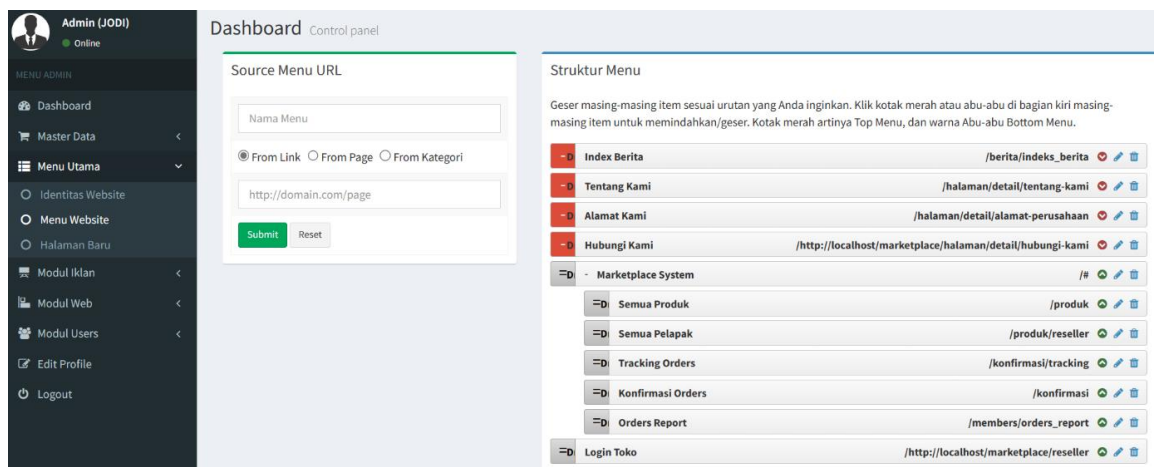 Admin (JODI)
Online
MENU ADMIN
Dashboard
Master Data
Menu Utama
Identitas Website
Menu Website
Halaman Baru
Modul Iklan
Modul Web
Modul Users
Edit Profile
Logout
Dashboard Control panel
Source Menu URL
Nama Menu
From Link From Page From Kategori
http://domain.com/page
Submit Reset
Struktur Menu
Geser masing-masing item sesuai urutan yang Anda inginkan. Klik kotak merah atau abu-abu di bagian kiri masing-
masing item untuk memindahkan/geser. Kotak merah artinya Top Menu, dan warna Abu-abu Bottom Menu.
Index Berita /berita/indeks_berita
Tentang Kami /halaman/detail/tentang-kami
Alamat Kami /halaman/detail/alamat-perusahaan
Hubungi Kami /http://localhost/marketplace/halaman/detail/hubungi-kami
- Marketplace System /#
Semua Produk /produk
Semua Pelapak /produk/reseller
Tracking Orders /konfirmasi/tracking
Konfirmasi Orders /konfirmasi
Orders Report /members/orders_report
Login Toko /http://localhost/marketplace/reseller